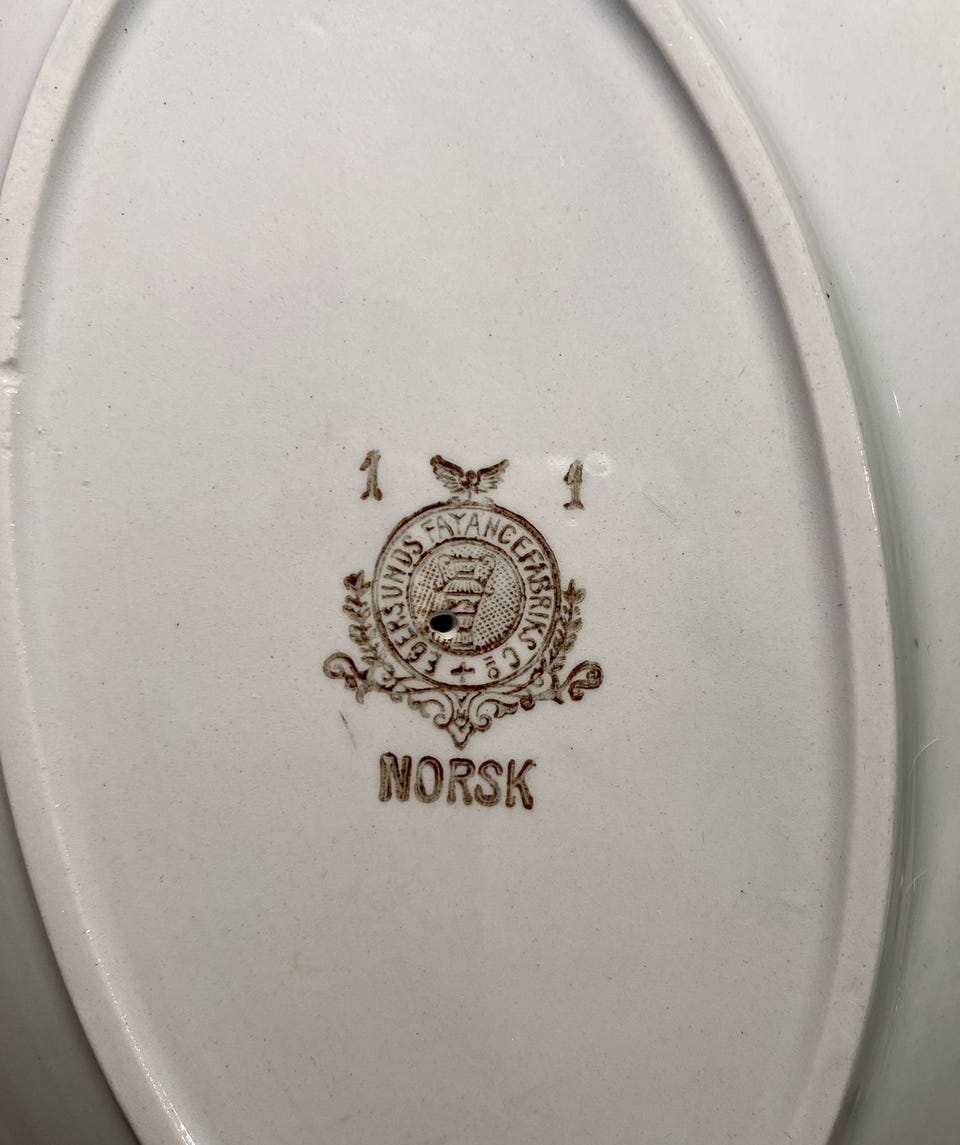 1 1
EGERSUNDS FAYANCEFABRIKS Co
NORSK